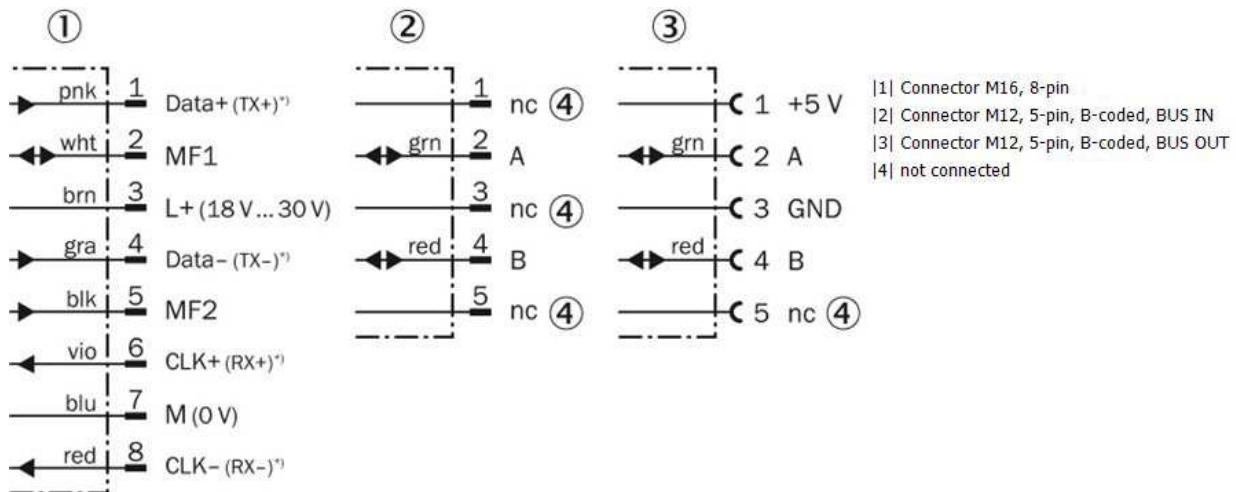 ①
pnk 1 Data+ (TX+)*)
wht 2 MF1
brn 3 L+ (18 V ... 30 V)
gra 4 Data– (TX–)*)
blk 5 MF2
vio 6 CLK+ (RX+)*)
blu 7 M (0 V)
red 8 CLK– (RX–)*)
②
1 nc ④
grn 2 A
3 nc ④
red 4 B
5 nc ④
③
1 +5 V
grn 2 A
3 GND
red 4 B
5 nc ④
|1| Connector M16, 8-pin
|2| Connector M12, 5-pin, B-coded, BUS IN
|3| Connector M12, 5-pin, B-coded, BUS OUT
|4| not connected